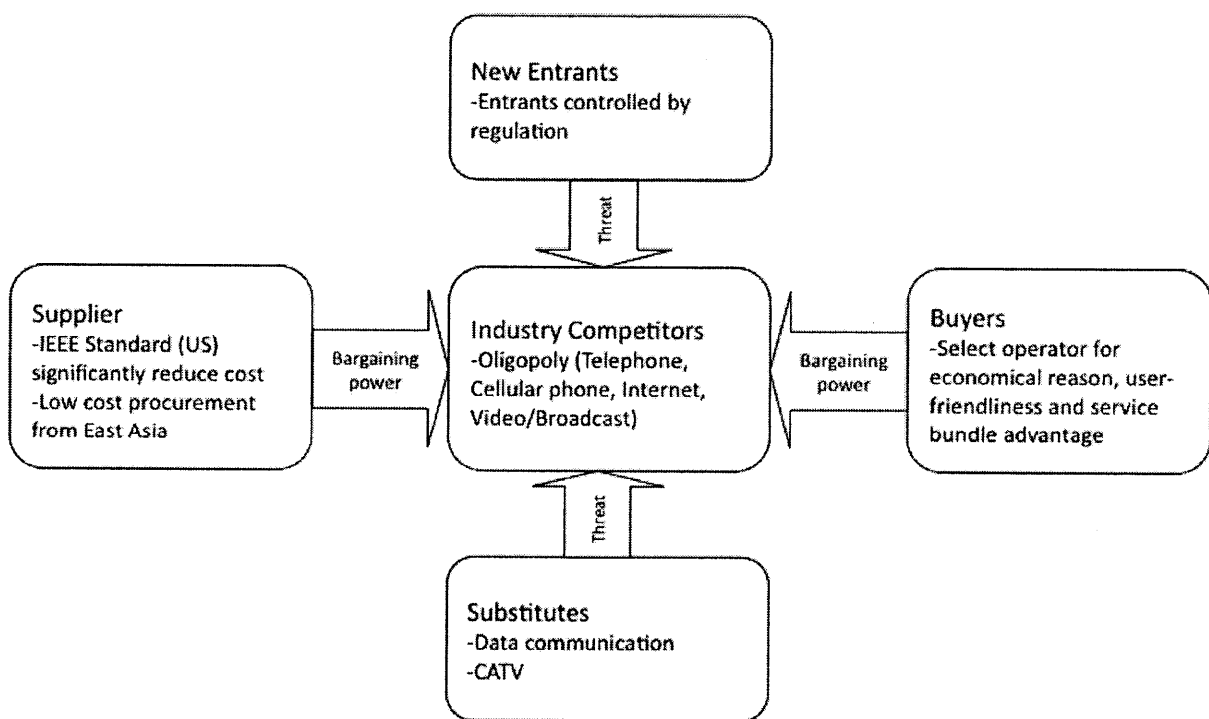 New Entrants
-Entrants controlled by
regulation
Threat
Supplier
-IEEE Standard (US)
significantly reduce cost
-Low cost procurement
from East Asia
Bargaining
power
Industry Competitors
-Oligopoly (Telephone,
Cellular phone, Internet,
Video/Broadcast)
Bargaining
power
Buyers
-Select operator for
economical reason, user-
friendliness and service
bundle advantage
Threat
Substitutes
-Data communication
-CATV